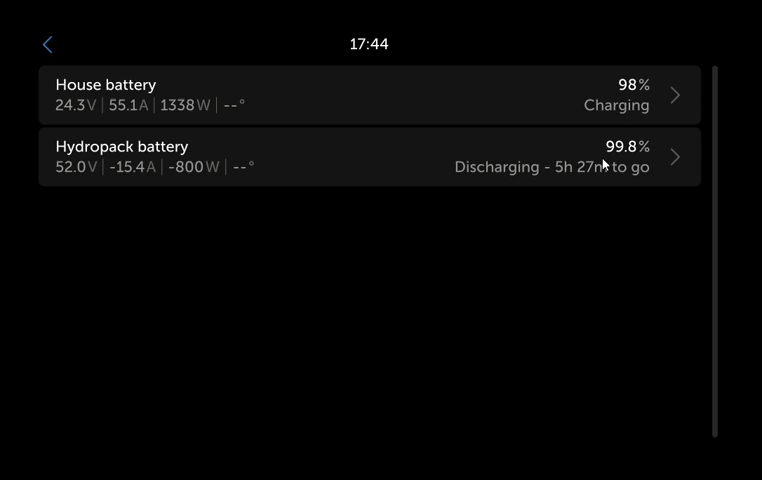 17:44
House battery 98%
24.3V | 55.1A | 1338W | --° Charging
Hydropack battery 99.8%
52.0V | -15.4A | -800W | --° Discharging - 5h 27m to go